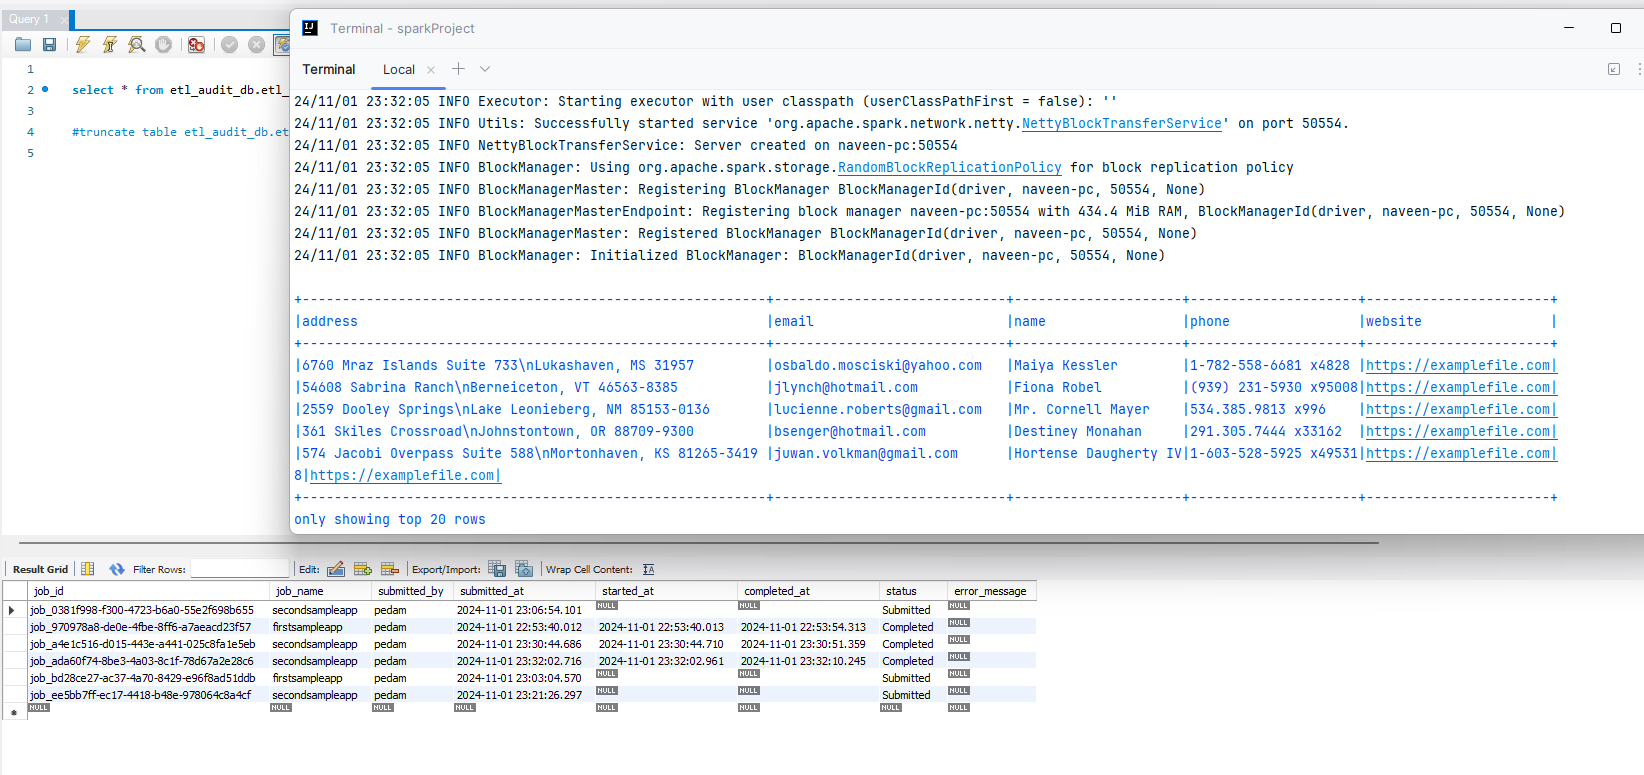 Query 1
Terminal - sparkProject
Terminal Local
1
2 select * from etl_audit_db.etl_
3
4 #truncate table etl_audit_db.et
5
24/11/01 23:32:05 INFO Executor: Starting executor with user classpath (userClassPathFirst = false): ''
24/11/01 23:32:05 INFO Utils: Successfully started service 'org.apache.spark.network.netty.NettyBlockTransferService' on port 50554.
24/11/01 23:32:05 INFO NettyBlockTransferService: Server created on naveen-pc:50554
24/11/01 23:32:05 INFO BlockManager: Using org.apache.spark.storage.RandomBlockReplicationPolicy for block replication policy
24/11/01 23:32:05 INFO BlockManagerMaster: Registering BlockManager BlockManagerId(driver, naveen-pc, 50554, None)
24/11/01 23:32:05 INFO BlockManagerMasterEndpoint: Registering block manager naveen-pc:50554 with 434.4 MiB RAM, BlockManagerId(driver, naveen-pc, 50554, None)
24/11/01 23:32:05 INFO BlockManagerMaster: Registered BlockManager BlockManagerId(driver, naveen-pc, 50554, None)
24/11/01 23:32:05 INFO BlockManager: Initialized BlockManager: BlockManagerId(driver, naveen-pc, 50554, None)
+----------------------------------------------------------+-----------------------------+---------------------+---------------------+-----------------------+
|address |email |name |phone |website |
+----------------------------------------------------------+-----------------------------+---------------------+---------------------+-----------------------+
|6760 Mraz Islands Suite 733\nLukashaven, MS 31957 |osbaldo.mosciski@yahoo.com |Maiya Kessler |1-782-558-6681 x4828 |https://examplefile.com|
|54608 Sabrina Ranch\nBerneiceton, VT 46563-8385 |jlynch@hotmail.com |Fiona Robel |(939) 231-5930 x95008|https://examplefile.com|
|2559 Dooley Springs\nLake Leonieberg, NM 85153-0136 |lucienne.roberts@gmail.com |Mr. Cornell Mayer |534.385.9813 x996 |https://examplefile.com|
|361 Skiles Crossroad\nJohnstontown, OR 88709-9300 |bsenger@hotmail.com |Destiney Monahan |291.305.7444 x33162 |https://examplefile.com|
|574 Jacobi Overpass Suite 588\nMortonhaven, KS 81265-3419 |juwan.volkman@gmail.com |Hortense Daugherty IV|1-603-528-5925 x49531|https://examplefile.com|
8|https://examplefile.com|
+----------------------------------------------------------+-----------------------------+---------------------+---------------------+-----------------------+
only showing top 20 rows
Result Grid Filter Rows: Edit: Export/Import: Wrap Cell Content:
job_id job_name submitted_by submitted_at started_at completed_at status error_message
job_0381f998-f300-4723-b6a0-55e2f698b655 secondsampleapp pedam 2024-11-01 23:06:54.101 NULL NULL Submitted NULL
job_970978a8-de0e-4fbe-8ff6-a7aeacd23f57 firstsampleapp pedam 2024-11-01 22:53:40.012 2024-11-01 22:53:40.013 2024-11-01 22:53:54.313 Completed NULL
job_a4e1c516-d015-443e-a441-025c8fa1e5eb secondsampleapp pedam 2024-11-01 23:30:44.686 2024-11-01 23:30:44.710 2024-11-01 23:30:51.359 Completed NULL
job_ada60f74-8be3-4a03-8c1f-78d67a2e28c6 secondsampleapp pedam 2024-11-01 23:32:02.716 2024-11-01 23:32:02.961 2024-11-01 23:32:10.245 Completed NULL
job_bd28ce27-ac37-4a70-8429-e96f8ad51ddb firstsampleapp pedam 2024-11-01 23:03:04.570 NULL NULL Submitted NULL
job_ee5bb7ff-ec17-4418-b48e-978064c8a4cf secondsampleapp pedam 2024-11-01 23:21:26.297 NULL NULL Submitted NULL
NULL NULL NULL NULL NULL NULL NULL NULL